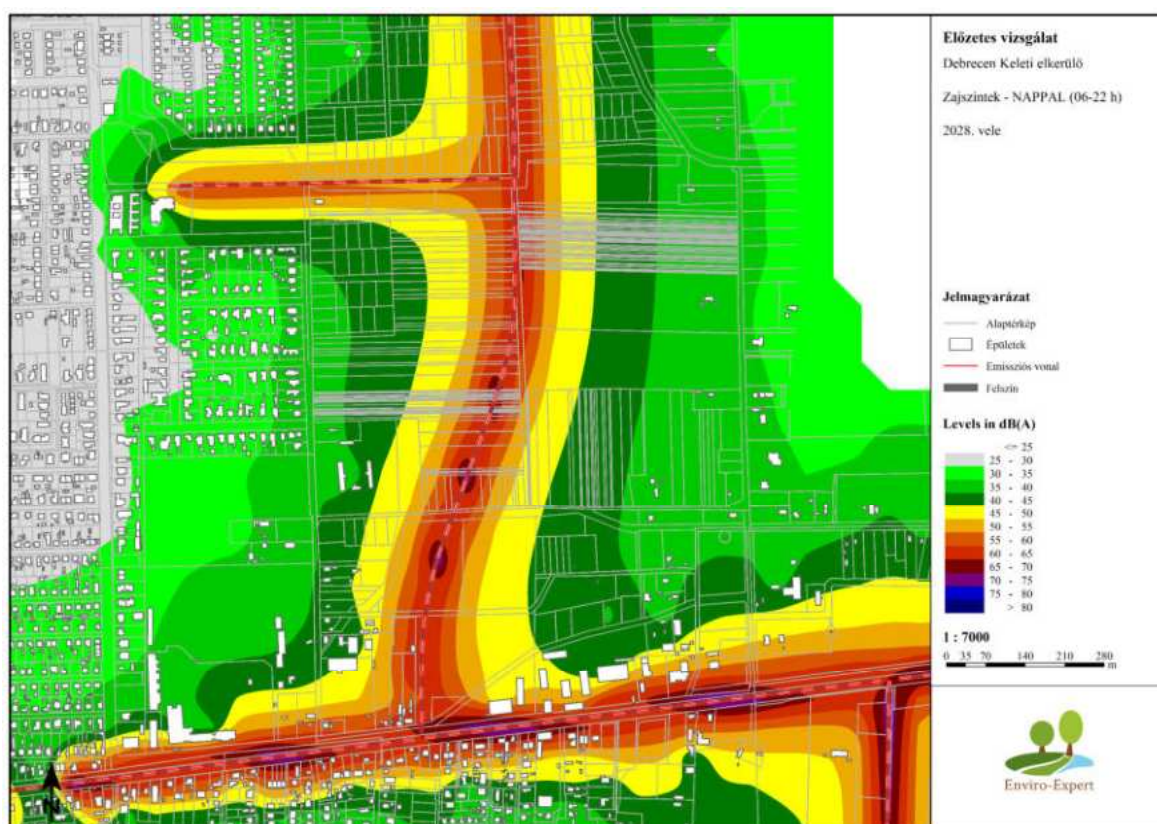 Előzetes vizsgálat
Debrecen Keleti elkerülő
Zajszintek - NAPPAL (06-22 h)
2028. vele
Jelmagyarázat
Alaptérkép
Épületek
Emissziós vonal
Felszín
Levels in dB(A)
<= 25
25 - 30
30 - 35
35 - 40
40 - 45
45 - 50
50 - 55
55 - 60
60 - 65
65 - 70
70 - 75
75 - 80
> 80
1 : 7000
0 35 70 140 210 280
m
Enviro-Expert
N